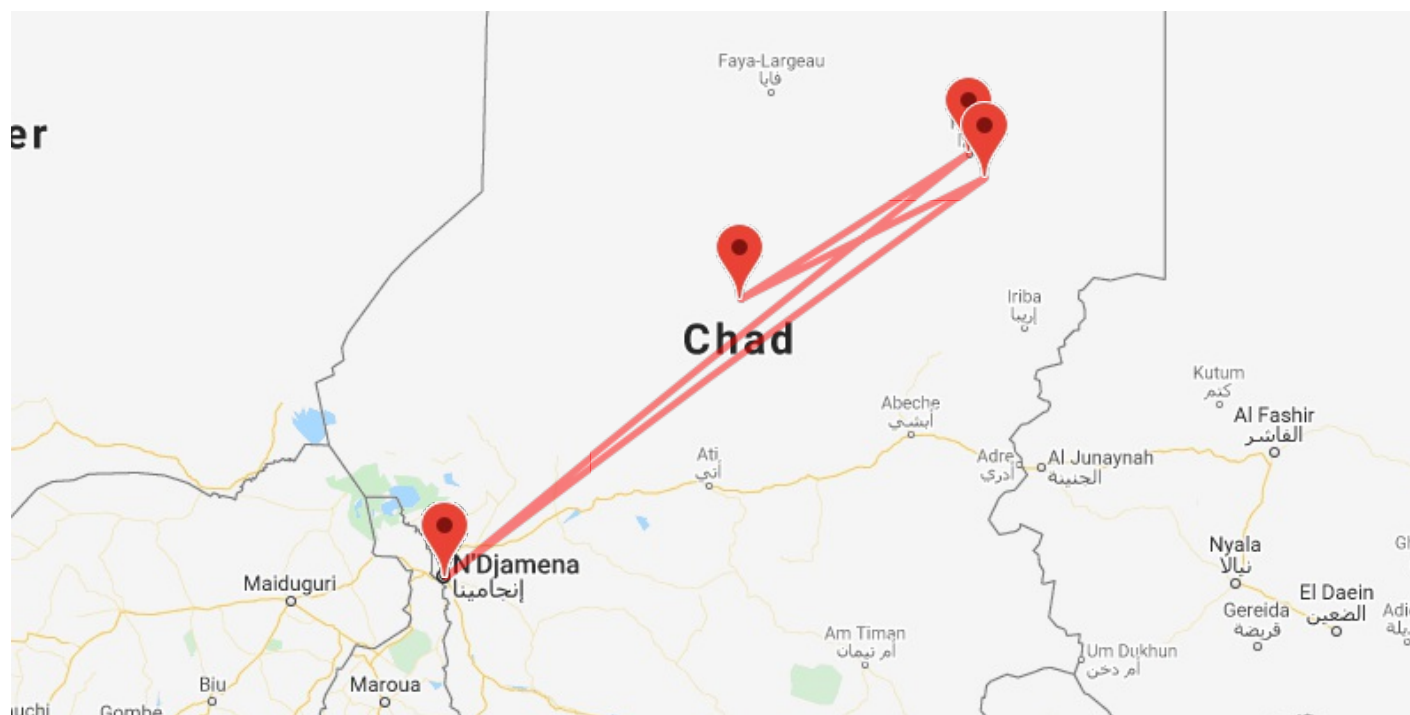 Faya-Largeau
فايا
er
Iriba
إريبا
Chad
Kutum
كتم
Abeche
أبشي
Al Fashir
الفاشر
Ati
أتي
Adre
أدري
Al Junaynah
الجنينة
N'Djamena
إنجامينا
Nyala
نيالا
Maiduguri
El Daein
الضعين
Gereida
قريضة
Am Timan
أم تيمان
Um Dukhun
أم دخن
Biu
Maroua
Gombe